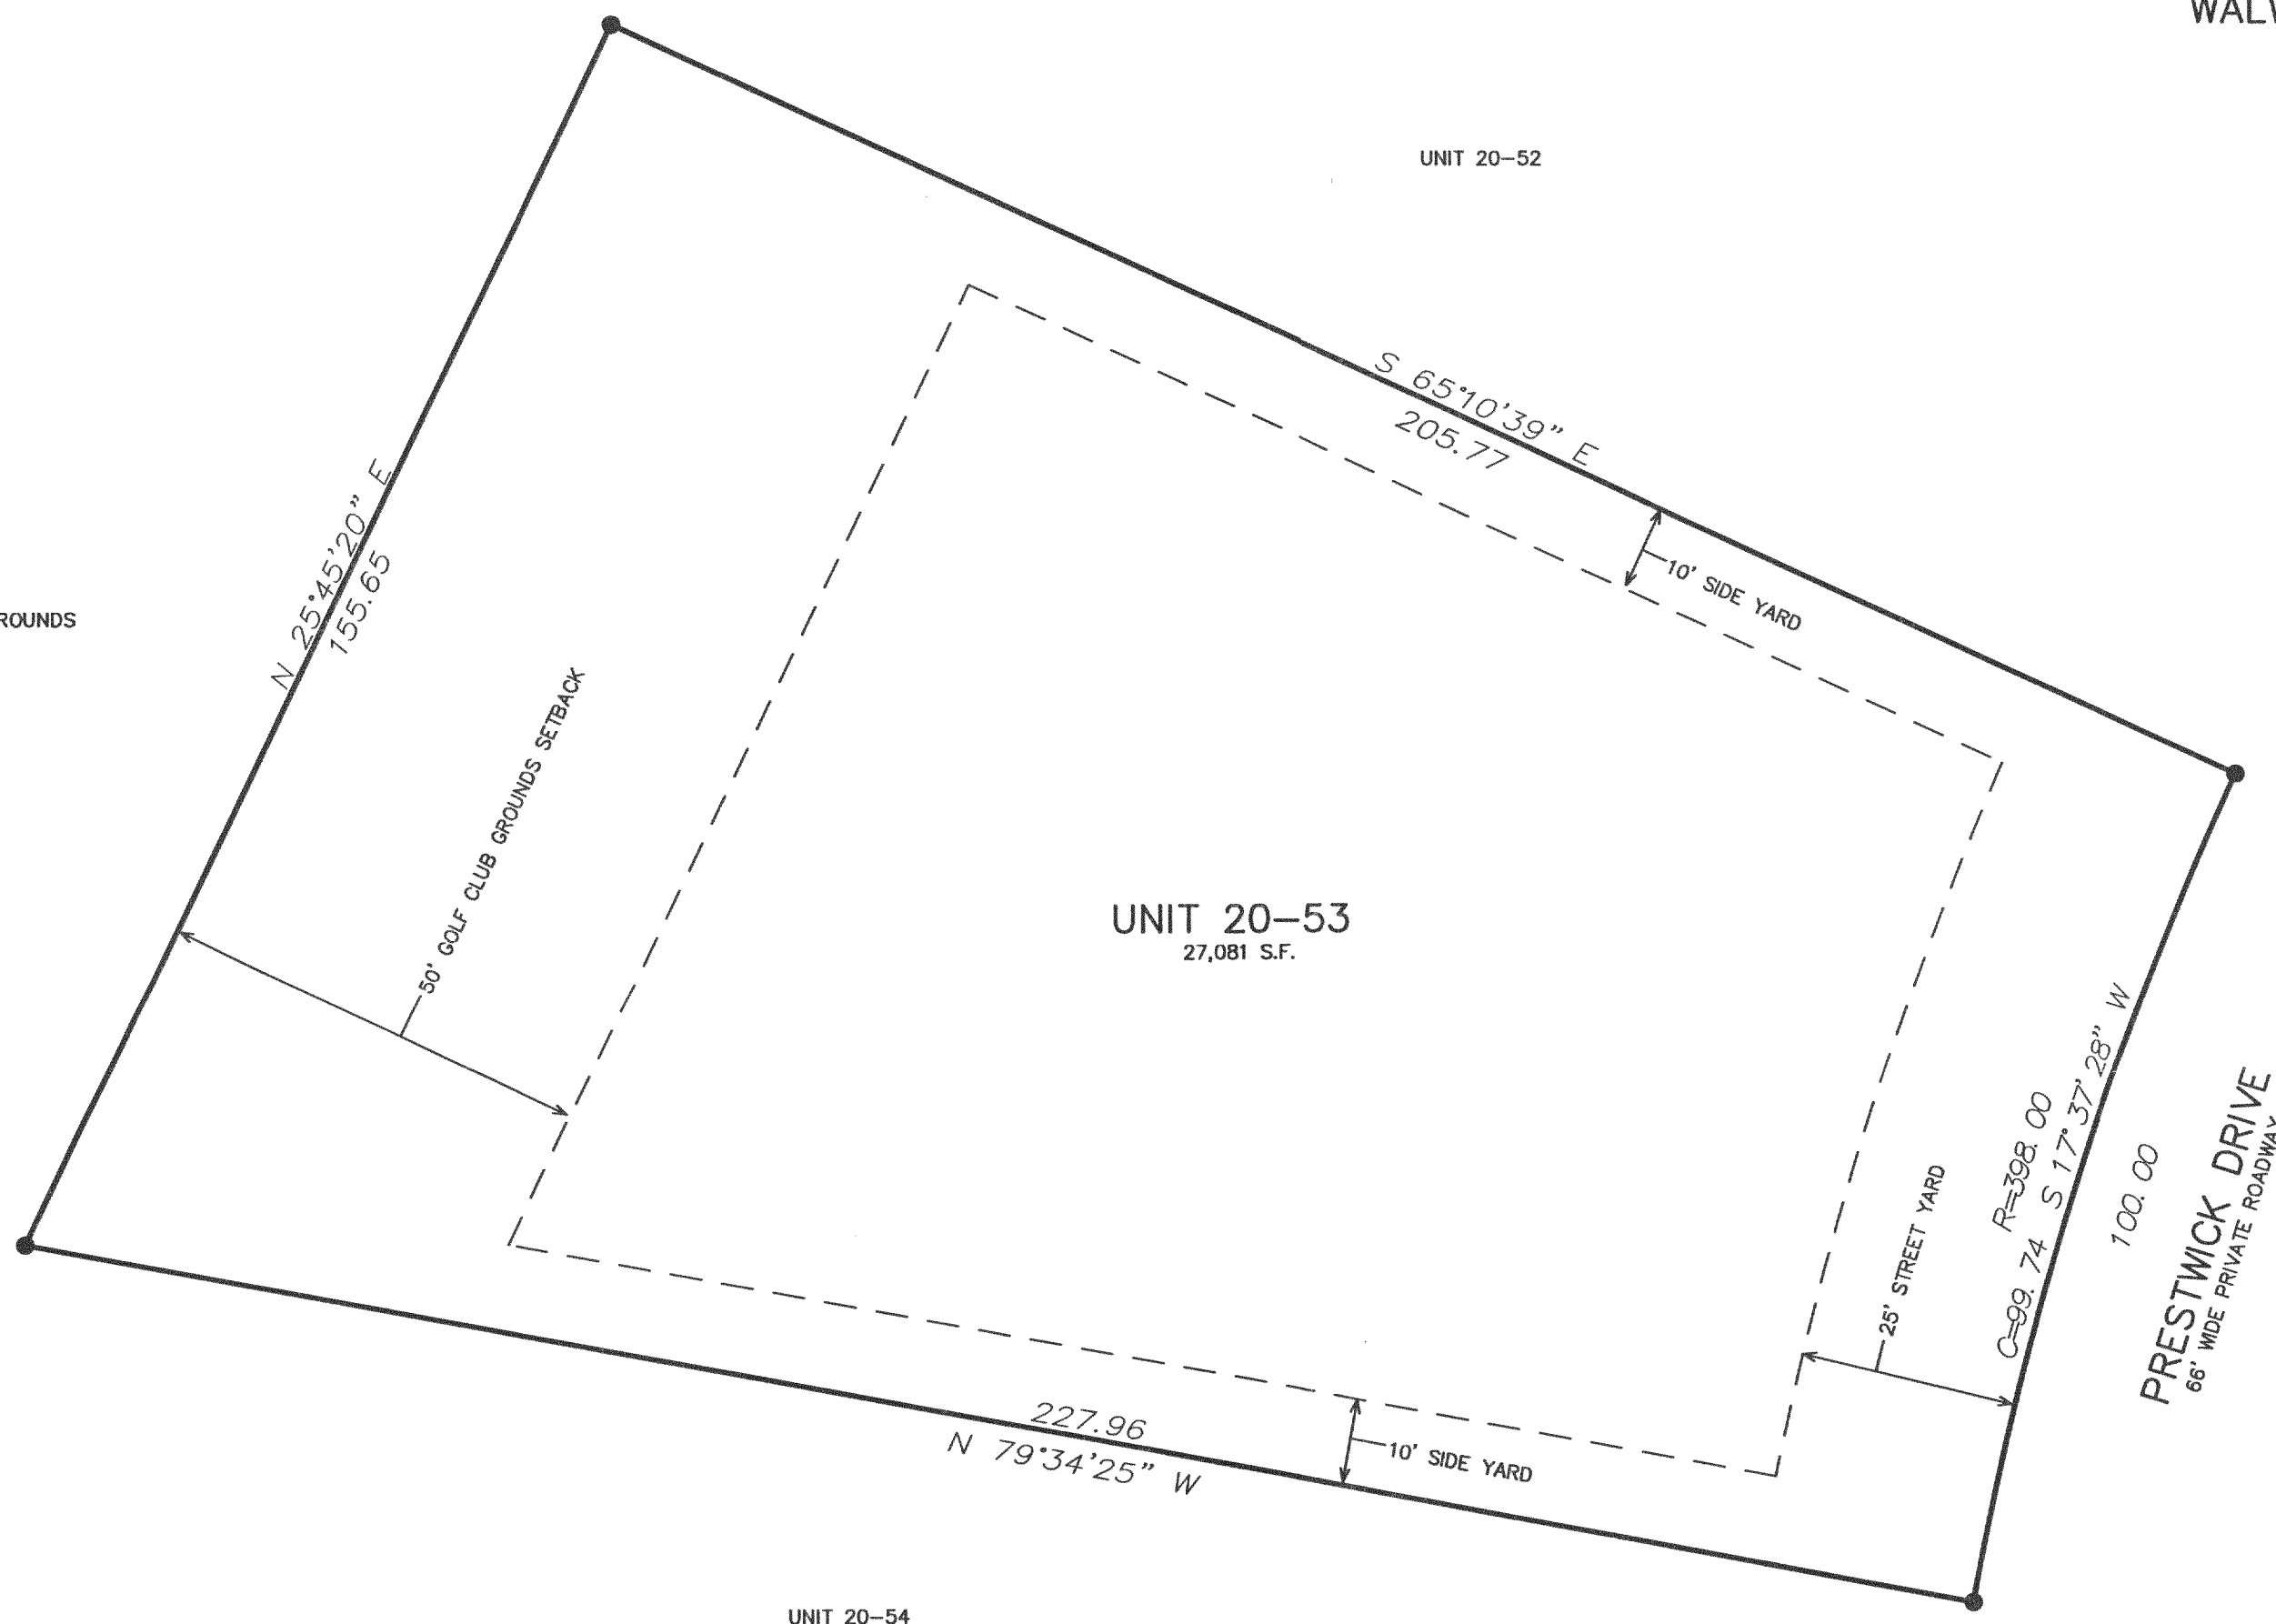 UNIT 20-52
S 65°10'39" E
205.77
10' SIDE YARD
N 25°45'20" E
155.65
ROUNDS
50' GOLF CLUB GROUNDS SETBACK
UNIT 20-53
27,081 S.F.
R=398.00
C=99.74 S 17°37'28" W
100.00
25' STREET YARD
PRESTWICK DRIVE
66' WIDE PRIVATE ROADWAY
227.96
N 79°34'25" W
10' SIDE YARD
UNIT 20-54